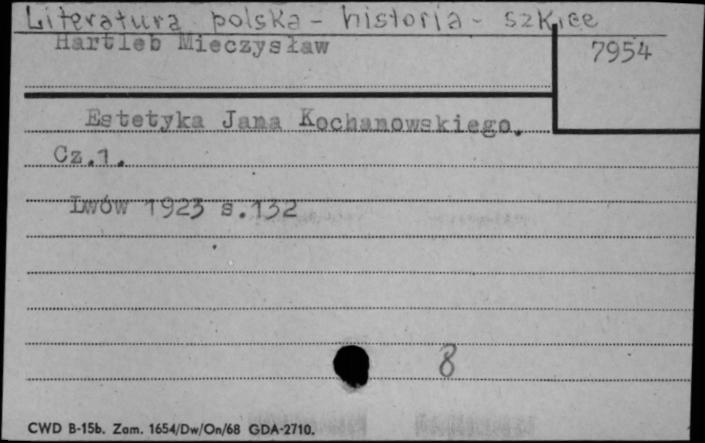 Literatura polska - historia - szkice
Hartleb Mieczysław
7954
Estetyka Jana Kochanowskiego.
Cz.1.
Lwów 1923 s.132
8
CWD B-15b. Zam. 1654/Dw/On/68 GDA-2710.